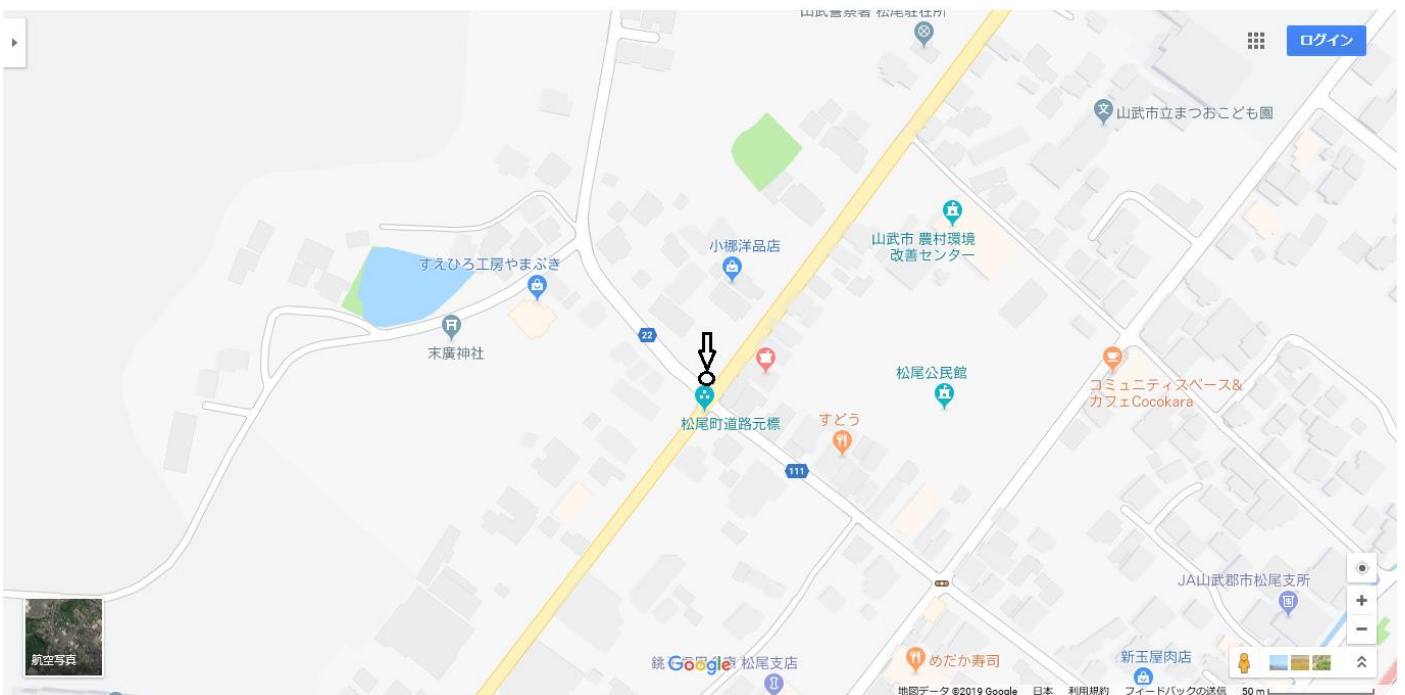 山武警察署 松尾駐在所
ログイン
山武市立まつおこども園
小梛洋品店
山武市 農村環境
改善センター
すえひろ工房やまぶき
22
末廣神社
松尾公民館
コミュニティスペース&
カフェCocokara
松尾町道路元標
すどう
111
JA山武郡市松尾支所
航空写真
Google
松尾支店
めだか寿司
新玉屋肉店
地図データ ©2019 Google 日本 利用規約 フィードバックの送信 50 m